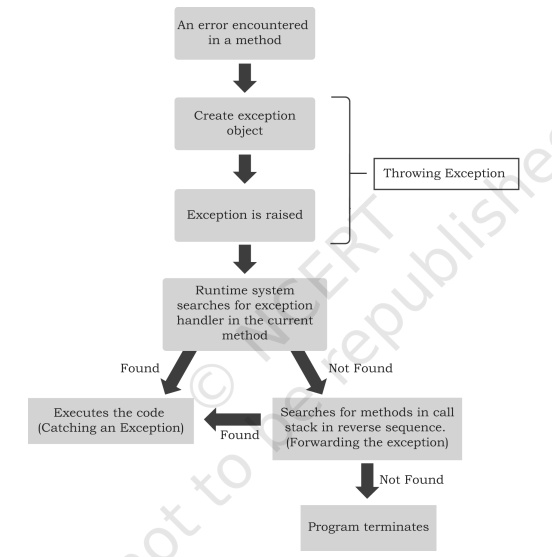 An error encountered
in a method
Create exception
object
Throwing Exception
Exception is raised
Runtime system
searches for exception
handler in the current
method
Found
Not Found
Executes the code
(Catching an Exception)
Found
Searches for methods in call
stack in reverse sequence.
(Forwarding the exception)
Not Found
Program terminates
© NCERT
not to be republished